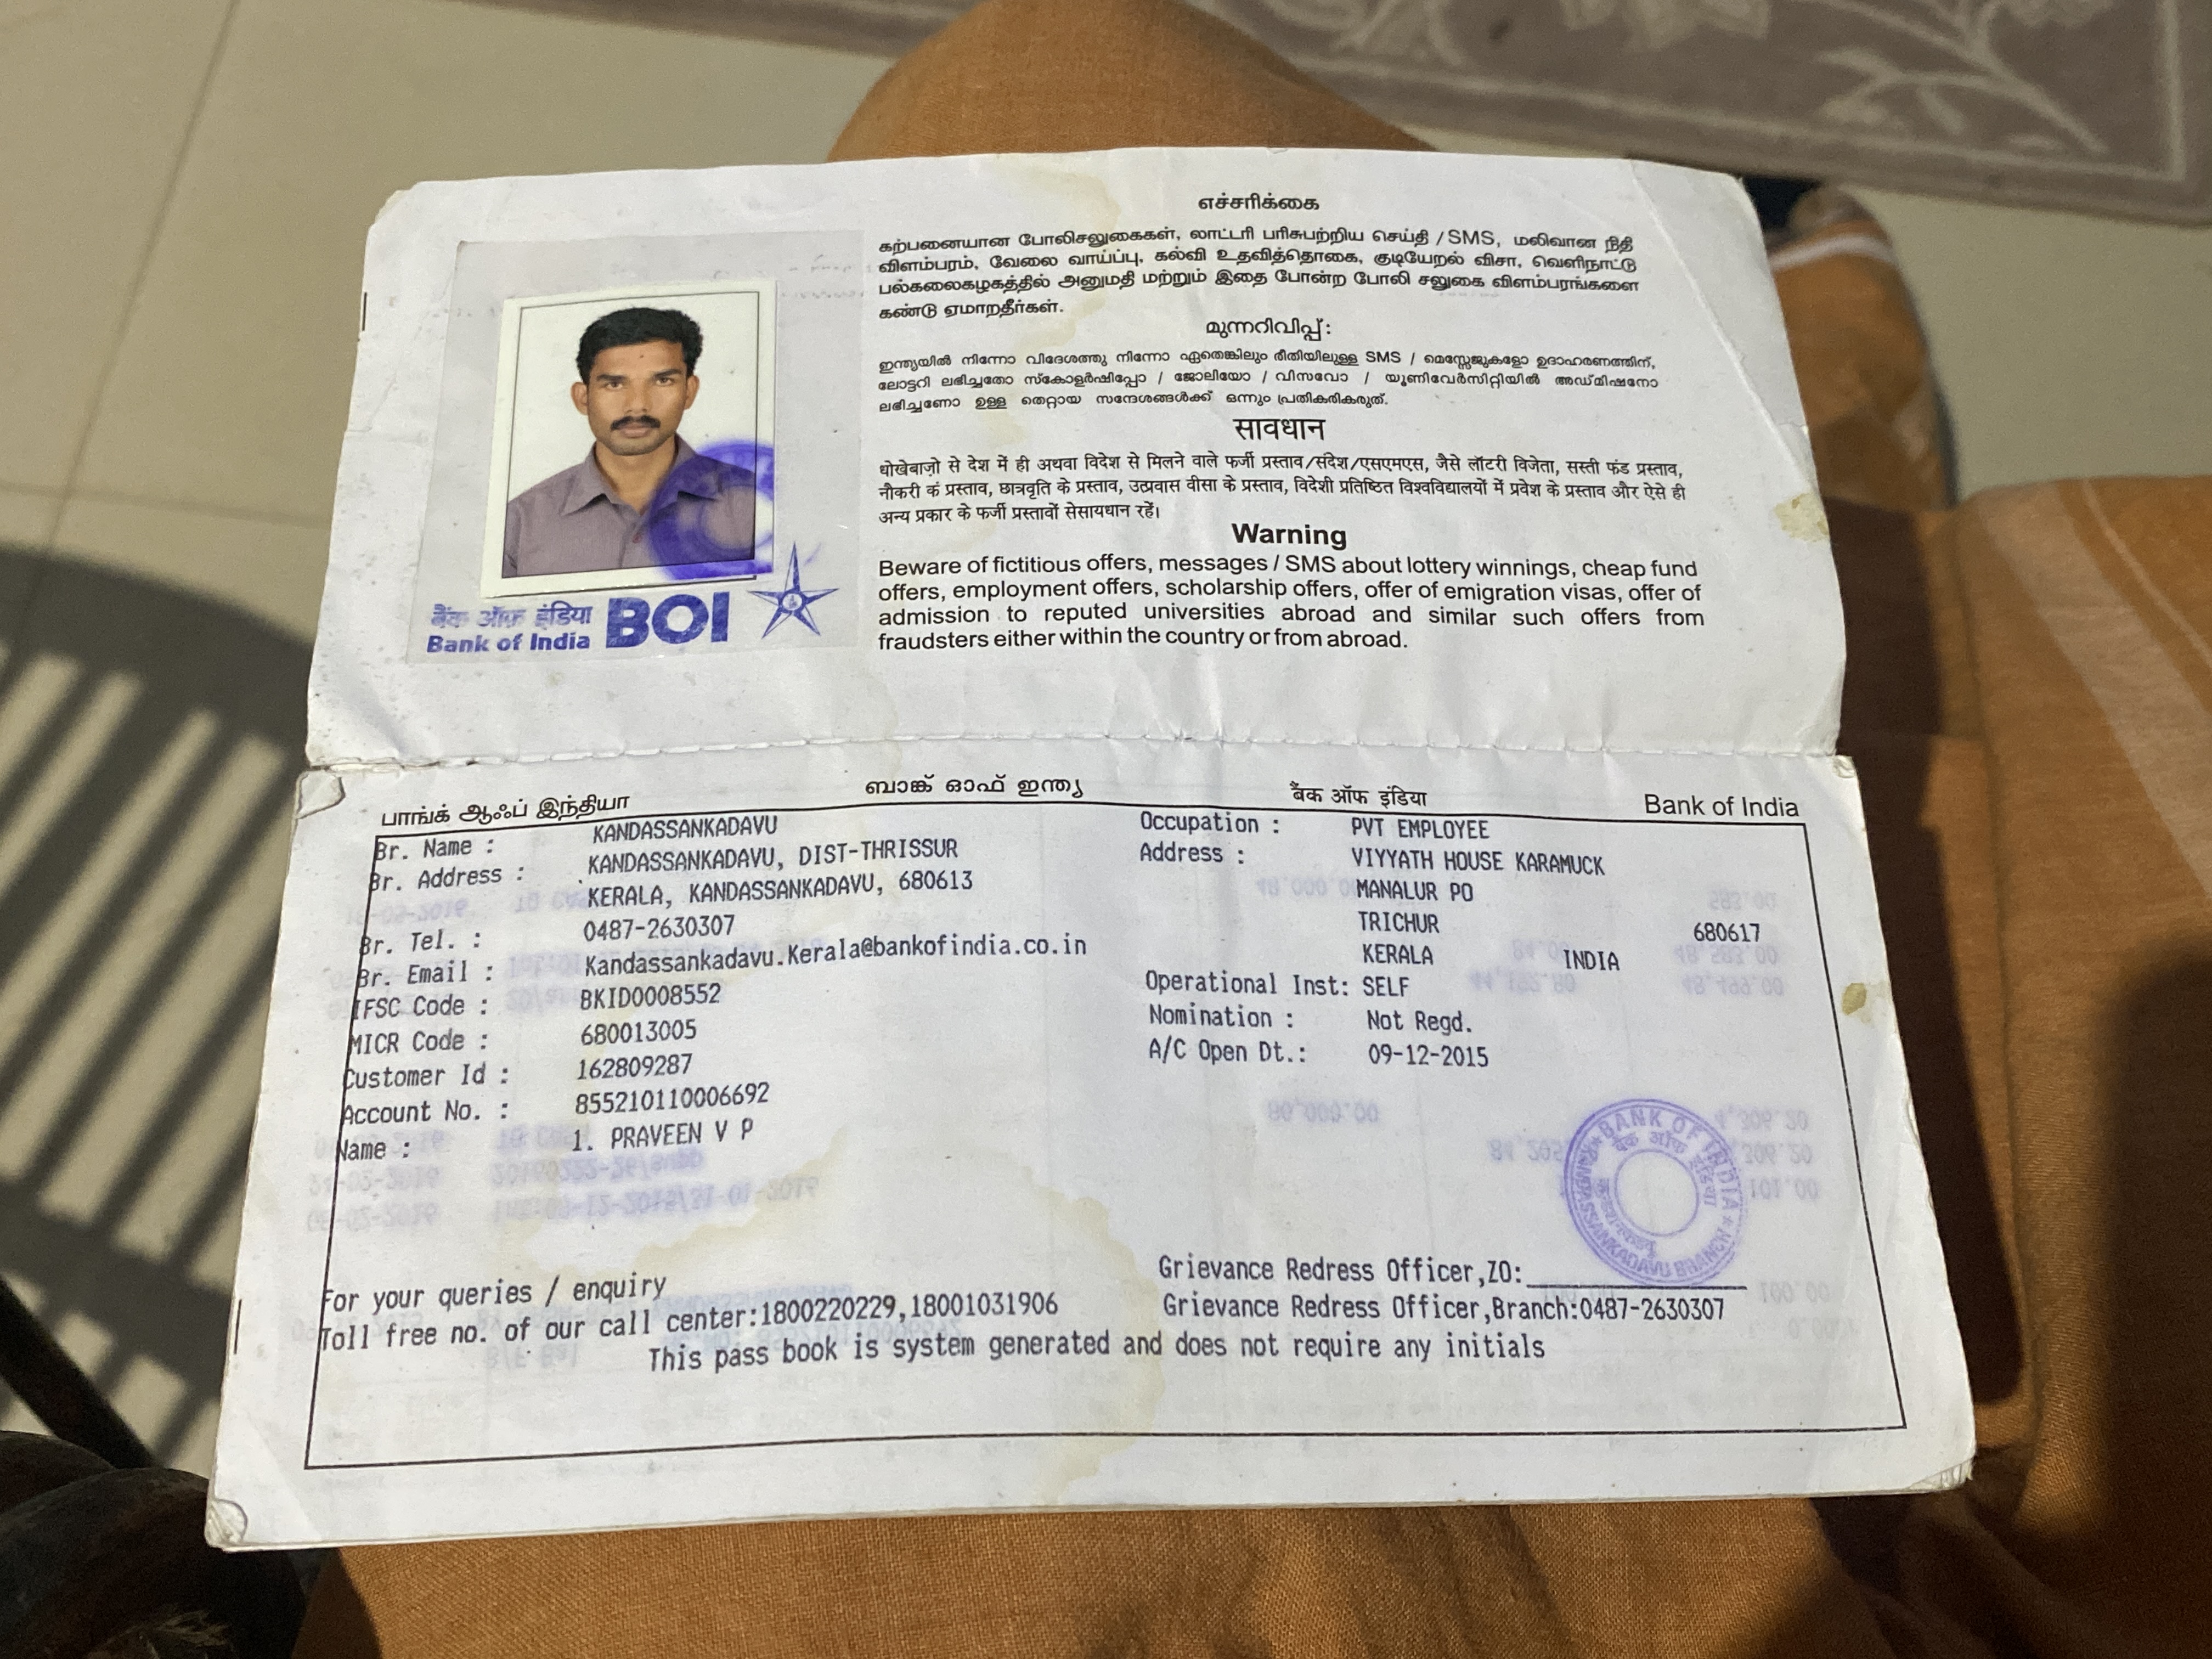 எச்சரிக்கை
கற்பனையான போலிசலுகைகள், லாட்டரி பரிசுபற்றிய செய்தி / SMS, மலிவான நிதி
விளம்பரம், வேலை வாய்ப்பு, கல்வி உதவித்தொகை, குடியேறல் விசா, வெளிநாட்டு
பல்கலைகழகத்தில் அனுமதி மற்றும் இதை போன்ற போலி சலுகை விளம்பரங்களை
கண்டு ஏமாறதீர்கள்.
മുന്നറിവിപ്പ്:
ഇന്ത്യയിൽ നിന്നോ വിദേശത്തു നിന്നോ ഏതെങ്കിലും രീതിയിലുള്ള SMS / മെസ്സേജുകളോ ഉദാഹരണത്തിന്,
ലോട്ടറി ലഭിച്ചതോ സ്കോളർഷിപ്പോ / ജോലിയോ / വിസവോ / യൂണിവേർസിറ്റിയിൽ അഡ്മിഷനോ
ലഭിച്ചണോ ഉള്ള തെറ്റായ സന്ദേശങ്ങൾക്ക് ഒന്നും പ്രതികരികരുത്.
सावधान
धोखेबाज़ो से देश में ही अथवा विदेश से मिलने वाले फर्जी प्रस्ताव/संदेश/एसएमएस, जैसे लॉटरी विजेता, सस्ती फंड प्रस्ताव,
नौकरी कं प्रस्ताव, छात्रवृति के प्रस्ताव, उत्प्रवास वीसा के प्रस्ताव, विदेशी प्रतिष्ठित विश्वविद्यालयों में प्रवेश के प्रस्ताव और ऐसे ही
अन्य प्रकार के फर्जी प्रस्तावों सेसायधान रहें।
Warning
Beware of fictitious offers, messages / SMS about lottery winnings, cheap fund
offers, employment offers, scholarship offers, offer of emigration visas, offer of
admission to reputed universities abroad and similar such offers from
fraudsters either within the country or from abroad.
बैंक ऑफ़ इंडिया BOI
Bank of India
பாங்க் ஆஃப் இந்தியா ബാങ്ക് ഓഫ് ഇന്ത്യ बैंक ऑफ इंडिया Bank of India
Br. Name : KANDASSANKADAVU
Br. Address : KANDASSANKADAVU, DIST-THRISSUR
KERALA, KANDASSANKADAVU, 680613
Br. Tel. : 0487-2630307
Br. Email : Kandassankadavu.Kerala@bankofindia.co.in
IFSC Code : BKID0008552
MICR Code : 680013005
Customer Id : 162809287
Account No. : 855210110006692
Name : 1. PRAVEEN V P
Occupation : PVT EMPLOYEE
Address : VIYYATH HOUSE KARAMUCK
MANALUR PO
TRICHUR 680617
KERALA INDIA
Operational Inst: SELF
Nomination : Not Regd.
A/C Open Dt.: 09-12-2015
BANK OF INDIA
बैंक ऑफ इंडिया
KANDASSANKADAVU BRANCH
For your queries / enquiry
Toll free no. of our call center:1800220229,18001031906
Grievance Redress Officer,ZO:
Grievance Redress Officer,Branch:0487-2630307
This pass book is system generated and does not require any initials